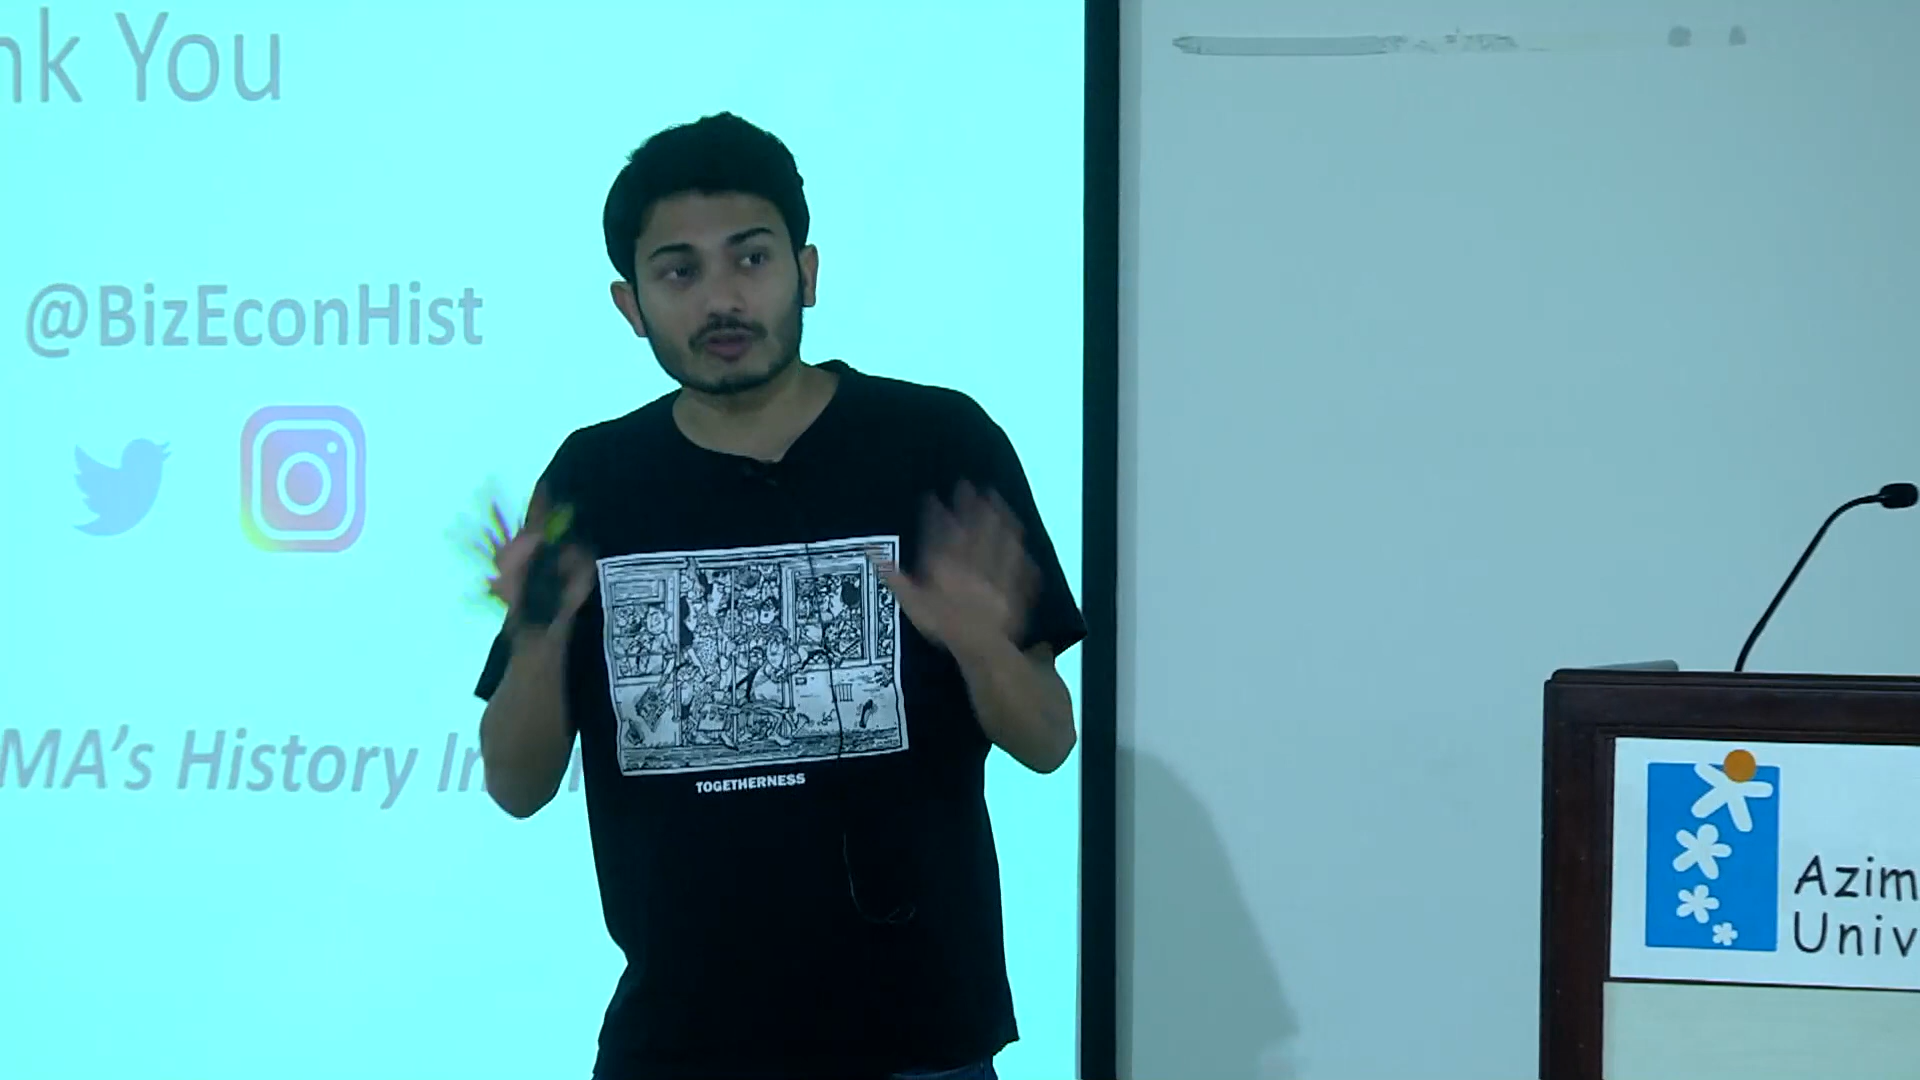 nk You
@BizEconHist
MA's History In
TOGETHERNESS
Azim
Univ